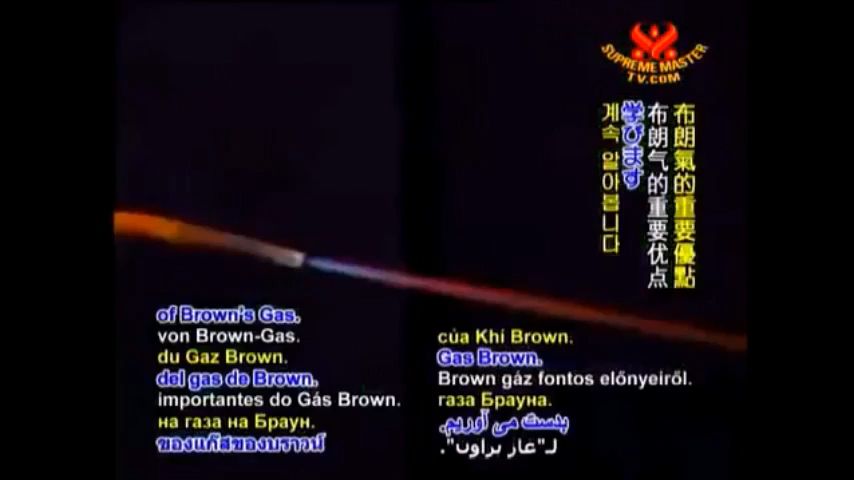 SUPREME MASTER
TV.COM
布朗氣的重要優點
布朗气的重要优点
学びます
계속 알아봅니다
of Brown's Gas.
von Brown-Gas.
du Gaz Brown.
del gas de Brown.
importantes do Gás Brown.
на газа на Браун.
ของแก๊สของบราวน์
của Khí Brown.
Gas Brown.
Brown gáz fontos előnyeiről.
газа Брауна.
بدست می آوریم.
لـ"غاز براون".